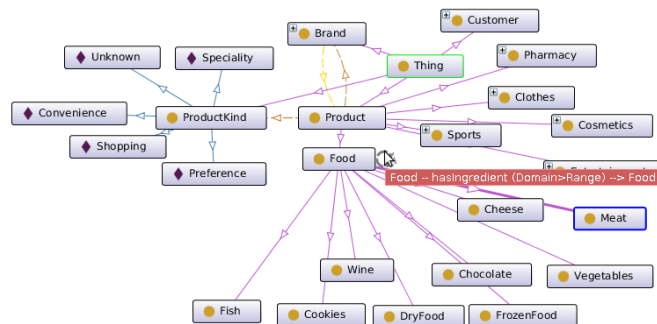 Customer
Brand
Unknown
Speciality
Pharmacy
Thing
Clothes
Convenience
ProductKind
Product
Cosmetics
Sports
Shopping
Food
Preference
Food -- hasIngredient (Domain>Range) --> Food
Cheese
Meat
Wine
Chocolate
Vegetables
Fish
Cookies
DryFood
FrozenFood